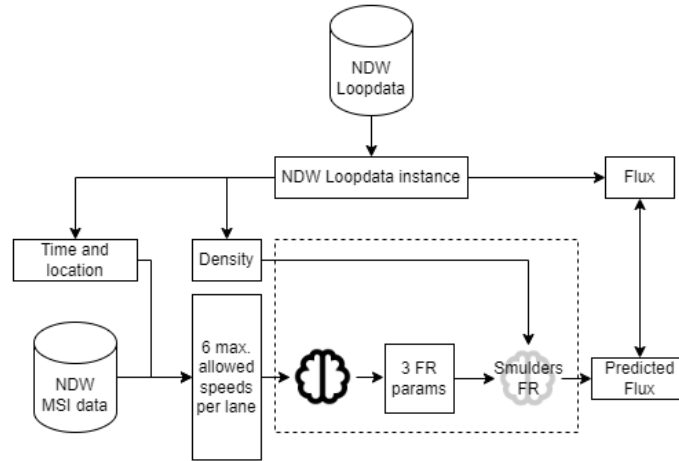 NDW
Loopdata
NDW Loopdata instance
Flux
Time and
location
Density
6 max.
allowed
speeds
per lane
NDW
MSI data
3 FR
params
Smulders
FR
Predicted
Flux